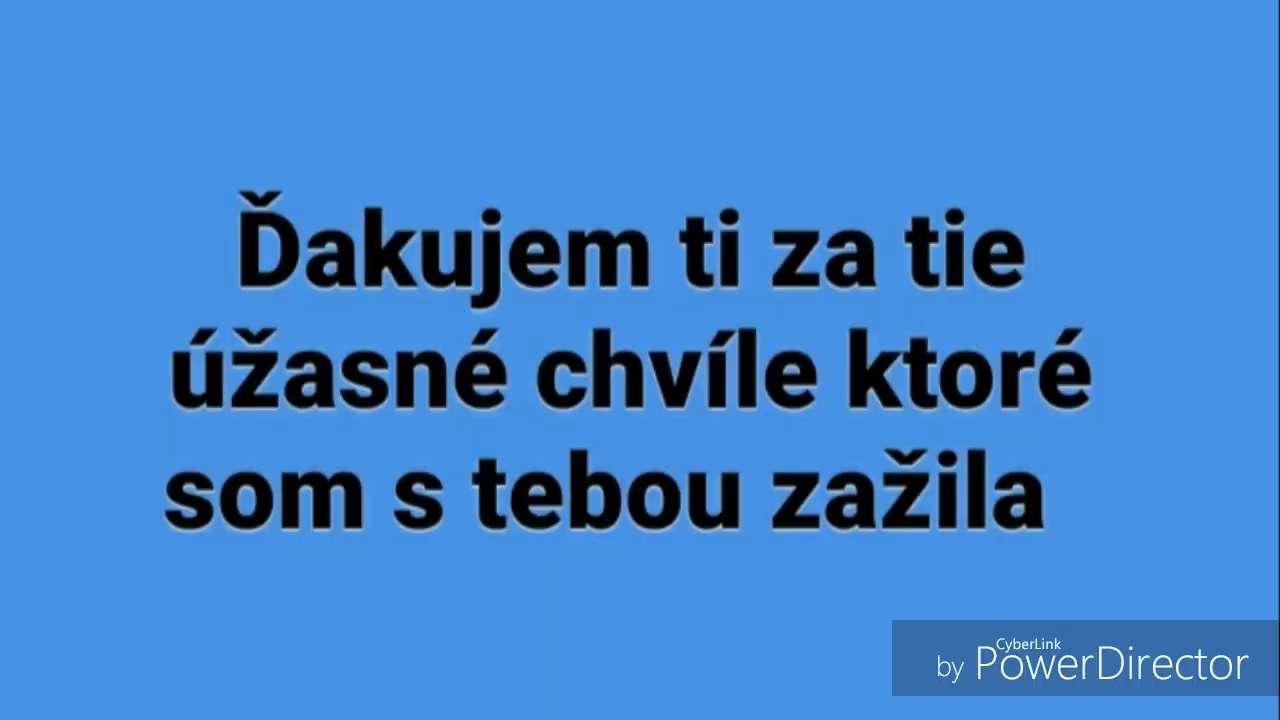 Ďakujem ti za tie
úžasné chvíle ktoré
som s tebou zažila
CyberLink
by PowerDirector